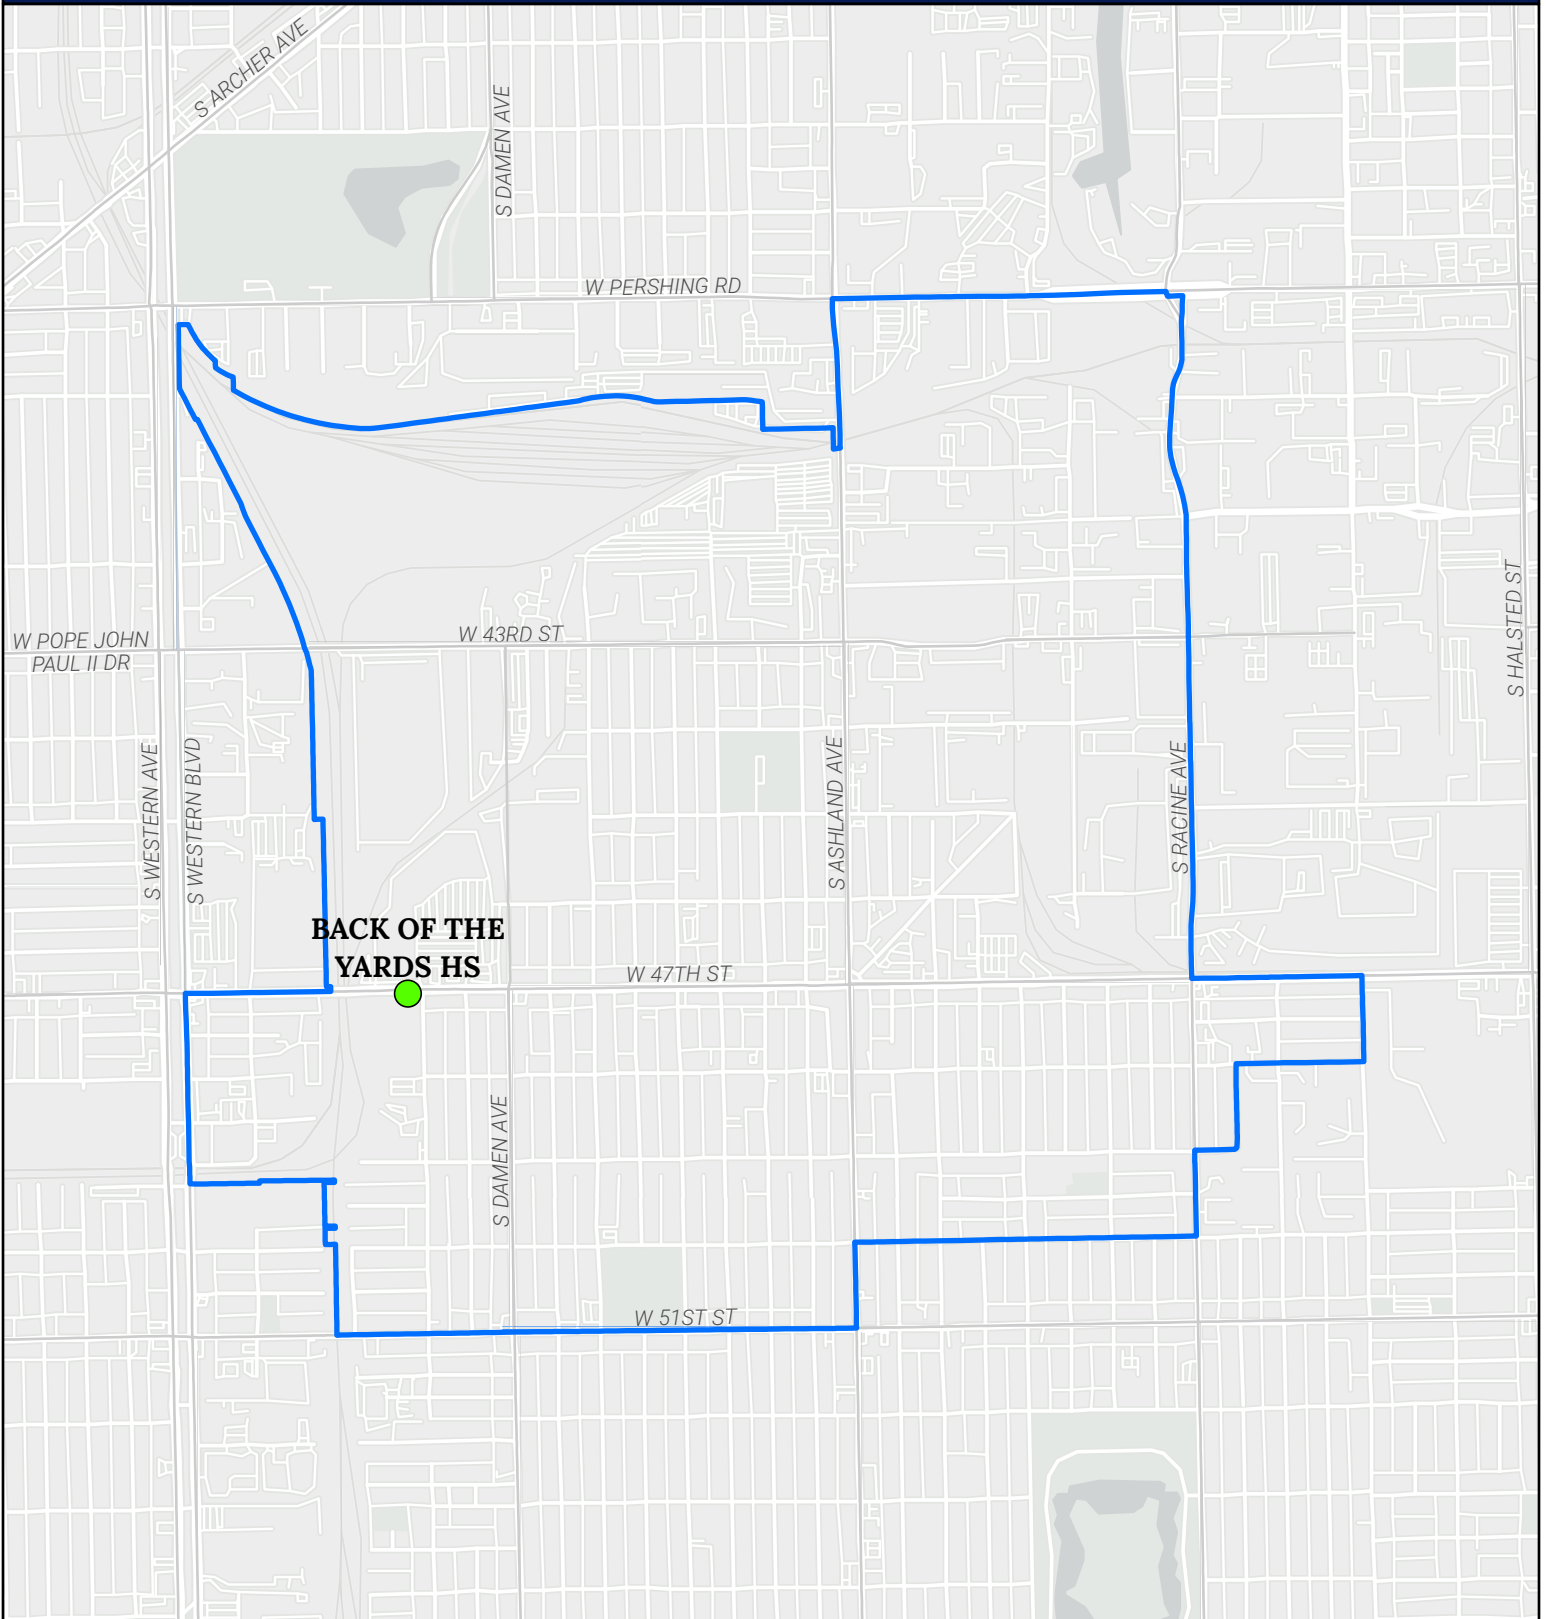 S ARCHER AVE
S DAMEN AVE
W PERSHING RD
S HALSTED ST
W 43RD ST
W POPE JOHN
PAUL II DR
S WESTERN AVE
S WESTERN BLVD
S ASHLAND AVE
S RACINE AVE
BACK OF THE
YARDS HS
W 47TH ST
S DAMEN AVE
W 51ST ST